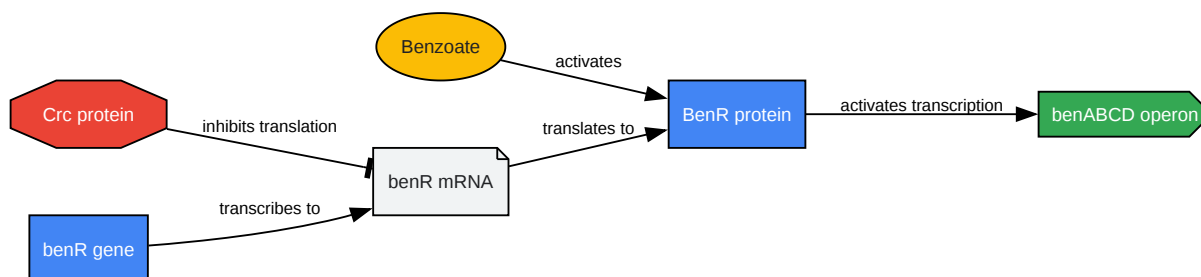 Benzoate
activates
Crc protein
inhibits translation
BenR protein
activates transcription
benABCD operon
translates to
benR mRNA
transcribes to
benR gene